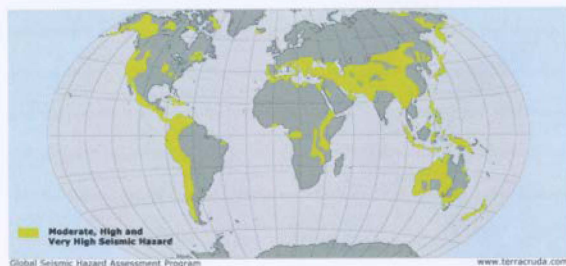 Moderate, High and
Very High Seismic Hazard
Global Seismic Hazard Assessment Program
www.terracruda.com